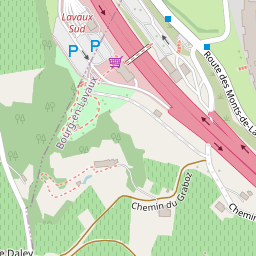 Lavaux
Sud
P
P
Bourg-en-Lavaux
Route des Monts-de-La
Chemin du Graboz
Chemin
e Daley